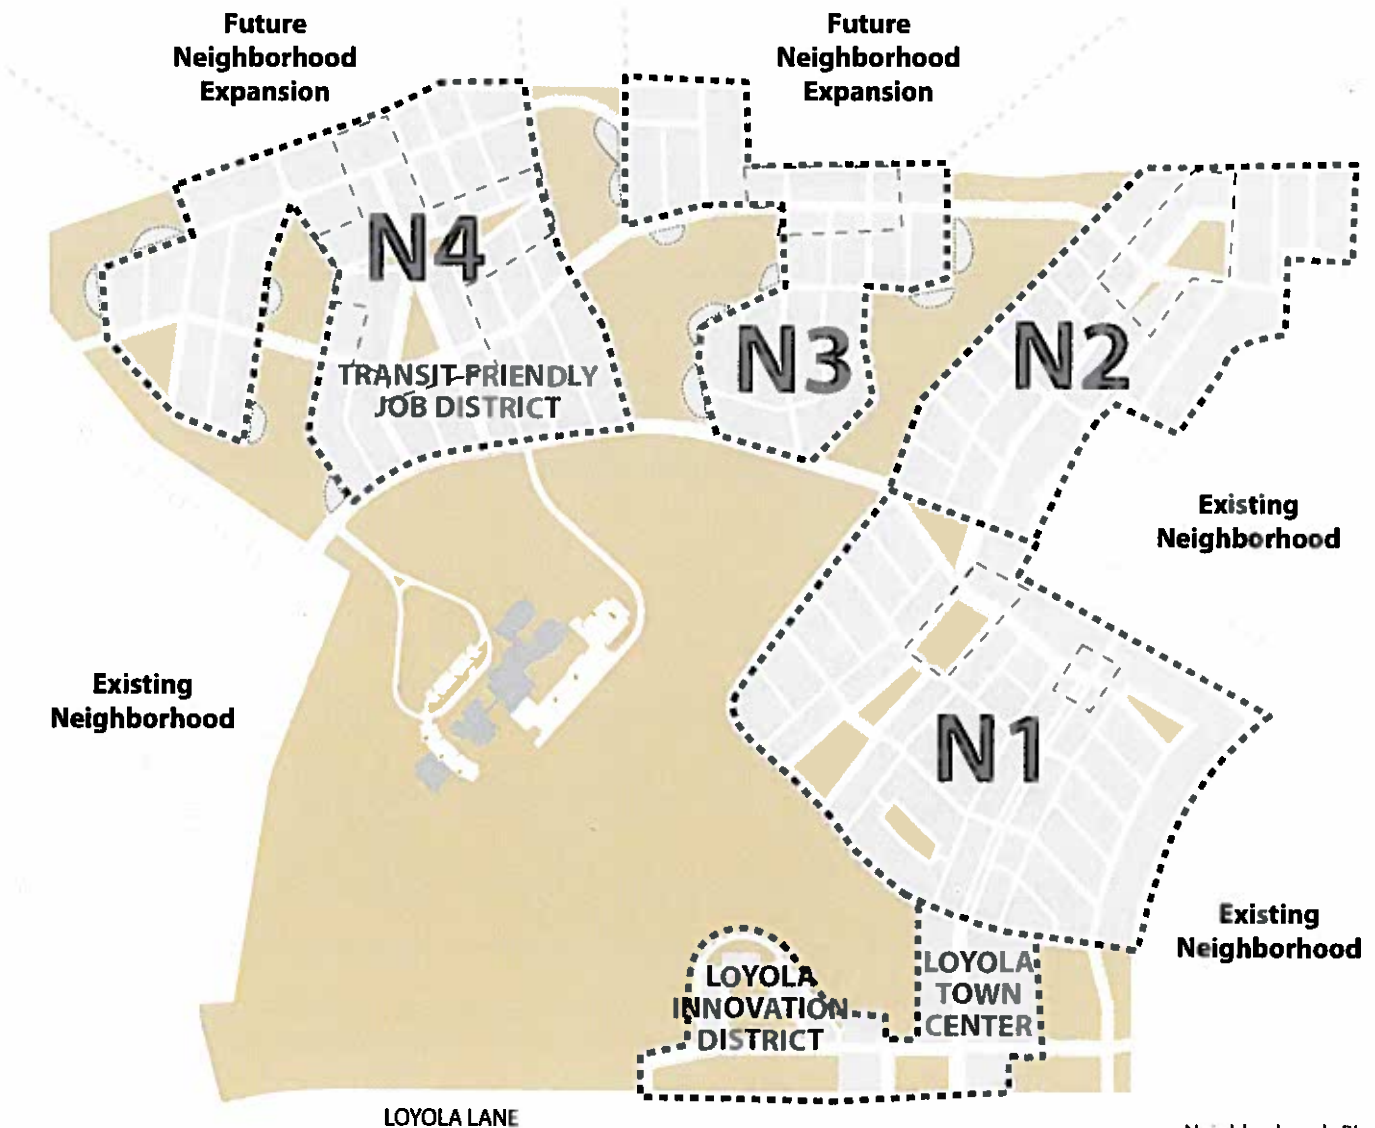 Future
Neighborhood
Expansion
Future
Neighborhood
Expansion
N4
TRANSIT-FRIENDLY
JOB DISTRICT
N3
N2
Existing
Neighborhood
Existing
Neighborhood
N1
Existing
Neighborhood
LOYOLA
INNOVATION
DISTRICT
LOYOLA
TOWN
CENTER
LOYOLA LANE